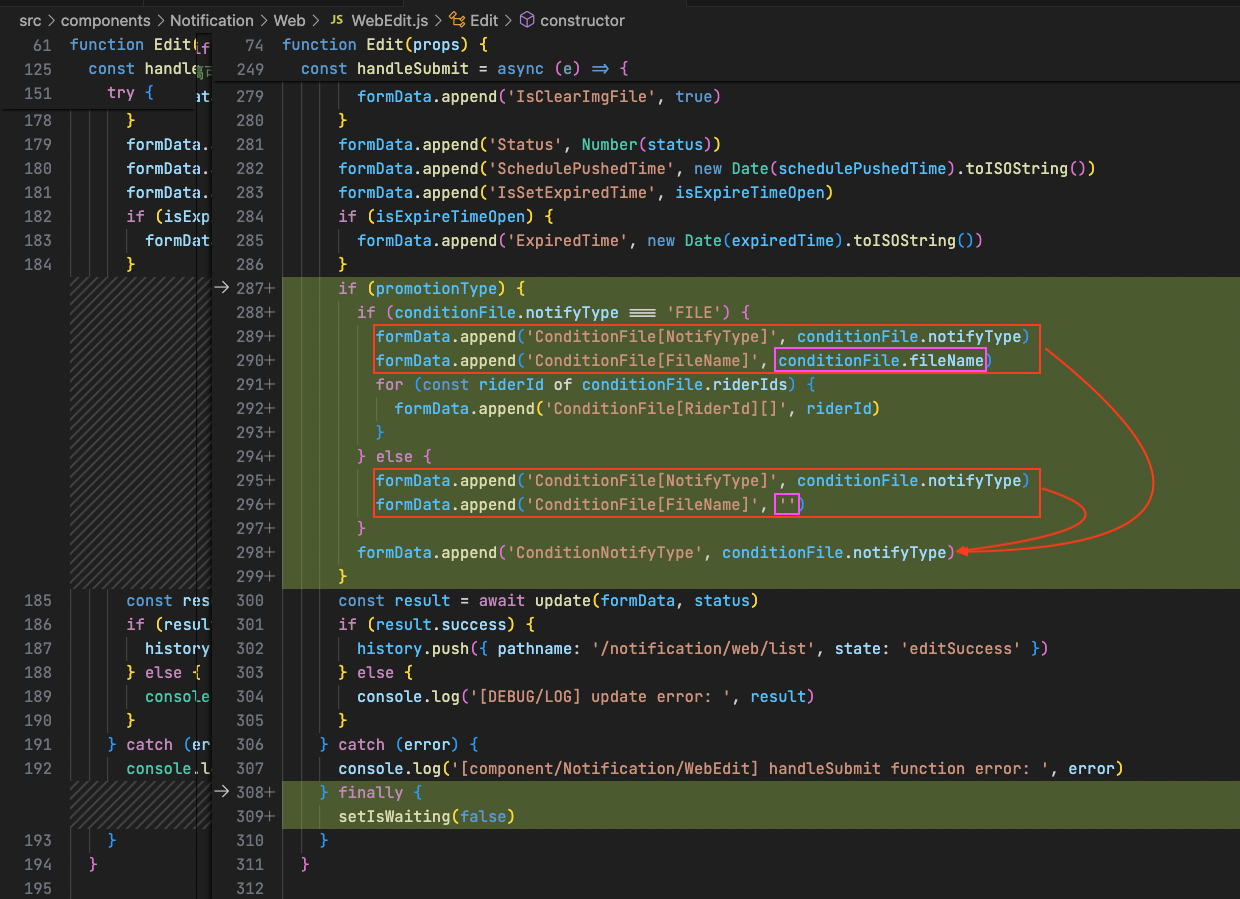 src > components > Notification > Web > JS WebEdit.js > Edit > constructor
61 function Edit(
125 const handle
151 try {
178 }
179 formData.
180 formData.
181 formData.
182 if (isExp
183 formDat
184 }
185 const res
186 if (resul
187 history
188 } else {
189 console
190 }
191 } catch (er
192 console.l
193 }
194 }
195
74 function Edit(props) {
249 const handleSubmit = async (e) => {
279 formData.append('IsClearImgFile', true)
280 }
281 formData.append('Status', Number(status))
282 formData.append('SchedulePushedTime', new Date(schedulePushedTime).toISOString())
283 formData.append('IsSetExpiredTime', isExpireTimeOpen)
284 if (isExpireTimeOpen) {
285 formData.append('ExpiredTime', new Date(expiredTime).toISOString())
286 }
→ 287+ if (promotionType) {
288+ if (conditionFile.notifyType === 'FILE') {
289+ formData.append('ConditionFile[NotifyType]', conditionFile.notifyType)
290+ formData.append('ConditionFile[FileName]', conditionFile.fileName)
291+ for (const riderId of conditionFile.riderIds) {
292+ formData.append('ConditionFile[RiderId][]', riderId)
293+ }
294+ } else {
295+ formData.append('ConditionFile[NotifyType]', conditionFile.notifyType)
296+ formData.append('ConditionFile[FileName]', '')
297+ }
298+ formData.append('ConditionNotifyType', conditionFile.notifyType)
299+ }
300 const result = await update(formData, status)
301 if (result.success) {
302 history.push({ pathname: '/notification/web/list', state: 'editSuccess' })
303 } else {
304 console.log('[DEBUG/LOG] update error: ', result)
305 }
306 } catch (error) {
307 console.log('[component/Notification/WebEdit] handleSubmit function error: ', error)
→ 308+ } finally {
309+ setIsWaiting(false)
310 }
311 }
312